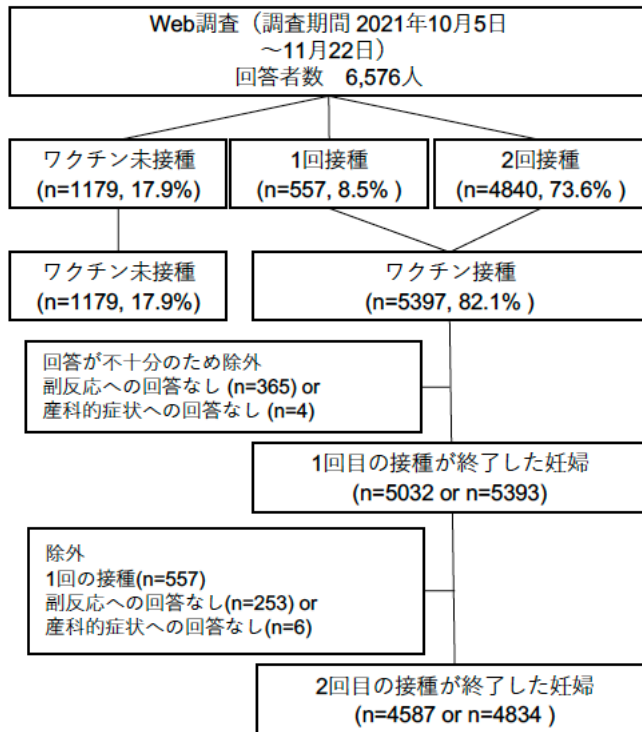 Web調査（調査期間 2021年10月5日
～11月22日）
回答者数　6,576人
ワクチン未接種
(n=1179, 17.9%)
1回接種
(n=557, 8.5% )
2回接種
(n=4840, 73.6% )
ワクチン未接種
(n=1179, 17.9%)
ワクチン接種
(n=5397, 82.1% )
回答が不十分のため除外
副反応への回答なし (n=365) or
産科的症状への回答なし (n=4)
1回目の接種が終了した妊婦
(n=5032 or n=5393)
除外
1回の接種(n=557)
副反応への回答なし(n=253) or
産科的症状への回答なし(n=6)
2回目の接種が終了した妊婦
(n=4587 or n=4834 )